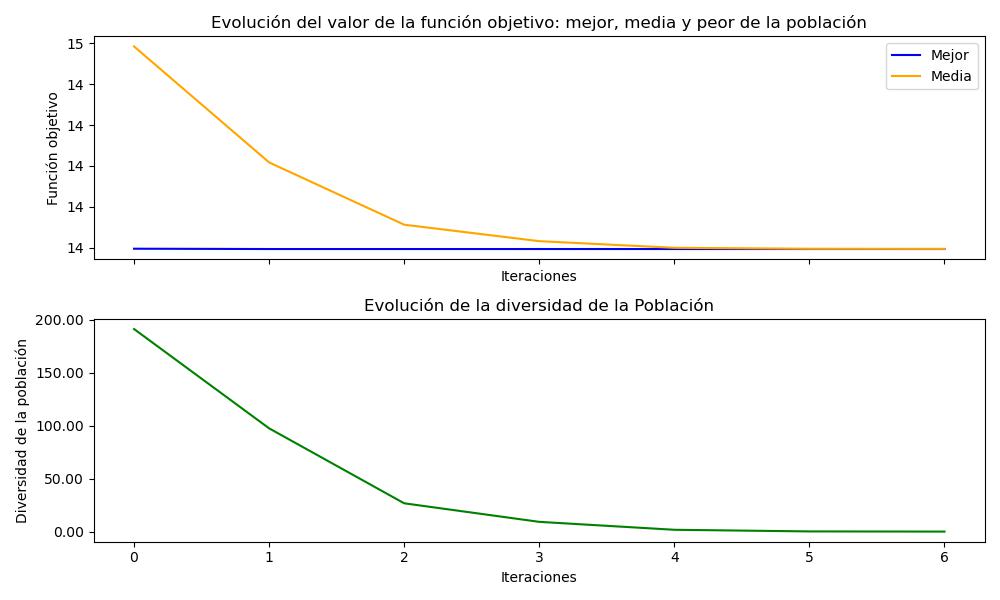 Evolución del valor de la función objetivo: mejor, media y peor de la población
15
14
14
14
14
14
Función objetivo
Mejor
Media
Iteraciones
Evolución de la diversidad de la Población
200.00
150.00
100.00
50.00
0.00
Diversidad de la población
0 1 2 3 4 5 6
Iteraciones